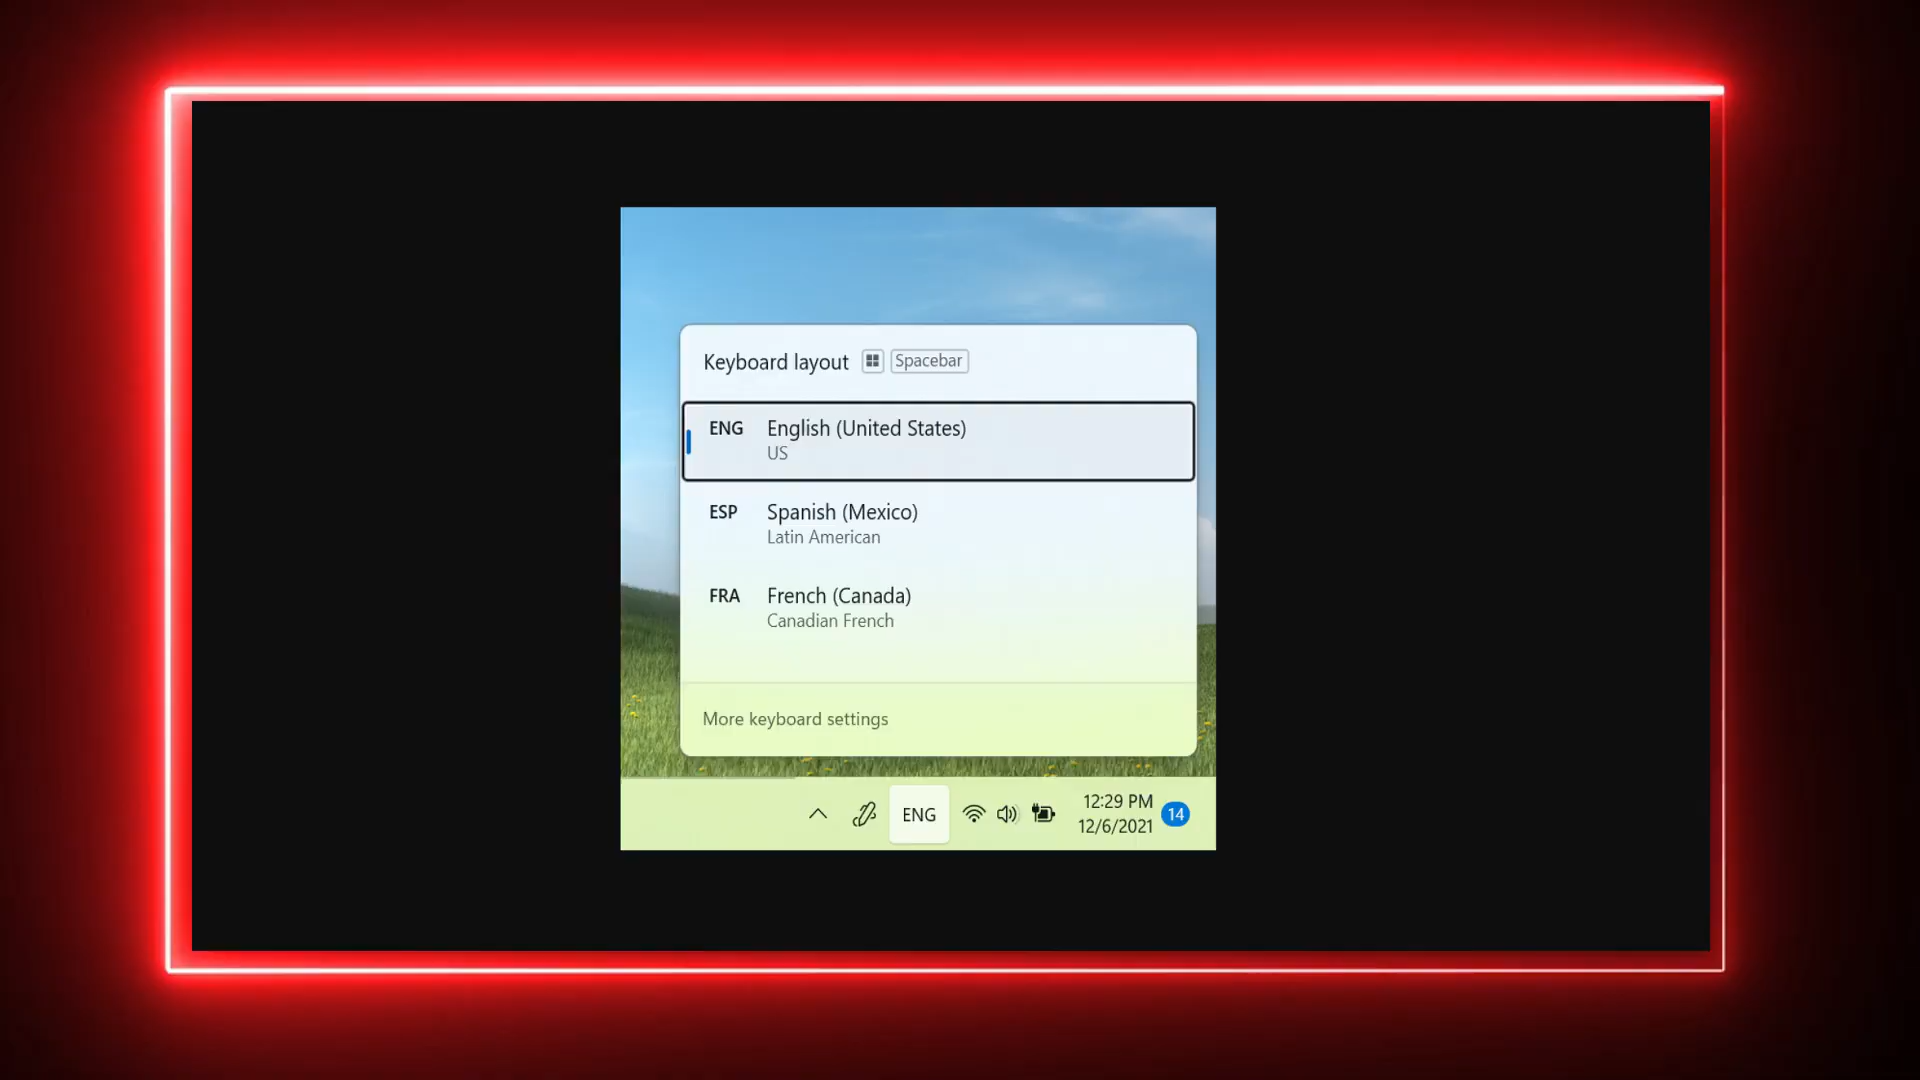 Keyboard layout Spacebar
ENG English (United States)
US
ESP Spanish (Mexico)
Latin American
FRA French (Canada)
Canadian French
More keyboard settings
ENG
12:29 PM
12/6/2021
14